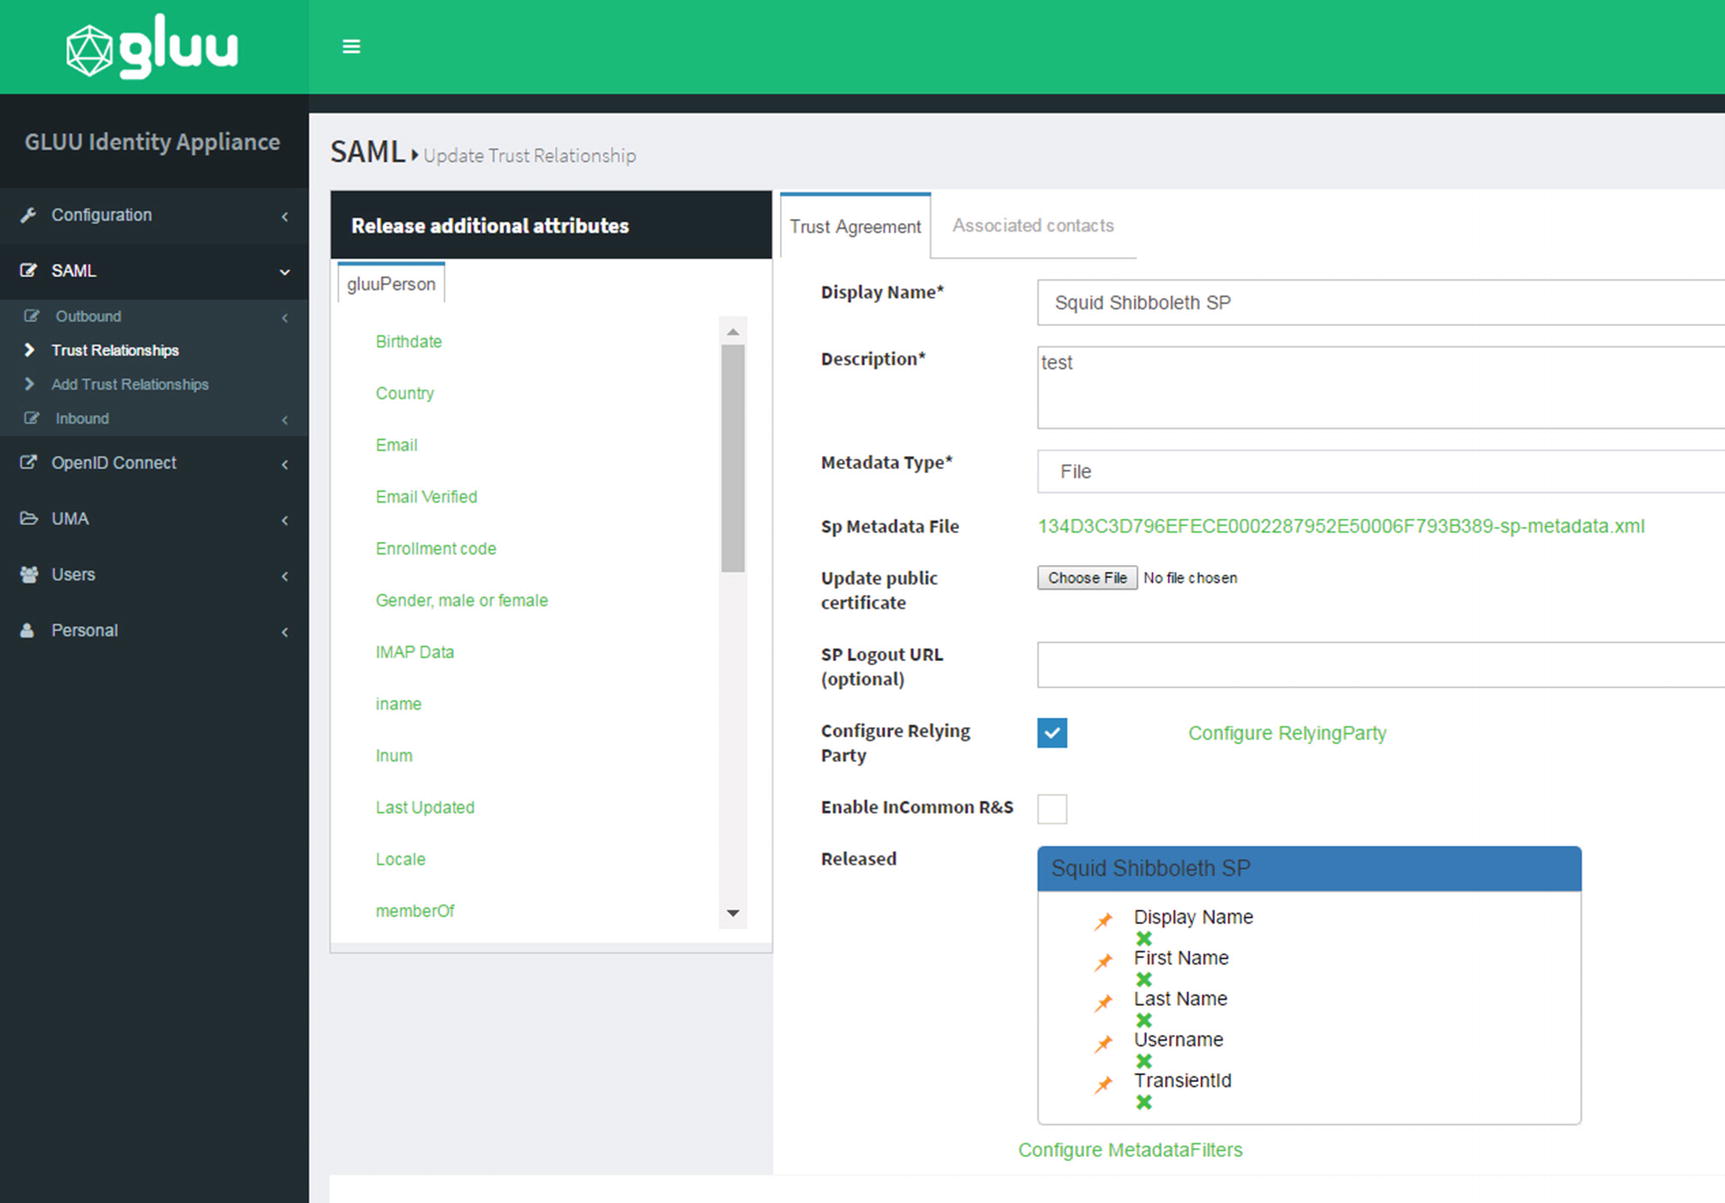 gluu
GLUU Identity Appliance
Configuration
SAML
Outbound
Trust Relationships
Add Trust Relationships
Inbound
OpenID Connect
UMA
Users
Personal
SAML Update Trust Relationship
Release additional attributes
gluuPerson
Birthdate
Country
Email
Email Verified
Enrollment code
Gender, male or female
IMAP Data
iname
Inum
Last Updated
Locale
memberOf
Trust Agreement
Associated contacts
Display Name*
Squid Shibboleth SP
Description*
test
Metadata Type*
File
Sp Metadata File
134D3C3D796EFECE0002287952E50006F793B389-sp-metadata.xml
Update public
certificate
Choose File No file chosen
SP Logout URL
(optional)
Configure Relying
Party
Configure RelyingParty
Enable InCommon R&S
Released
Squid Shibboleth SP
Display Name
First Name
Last Name
Username
TransientId
Configure MetadataFilters